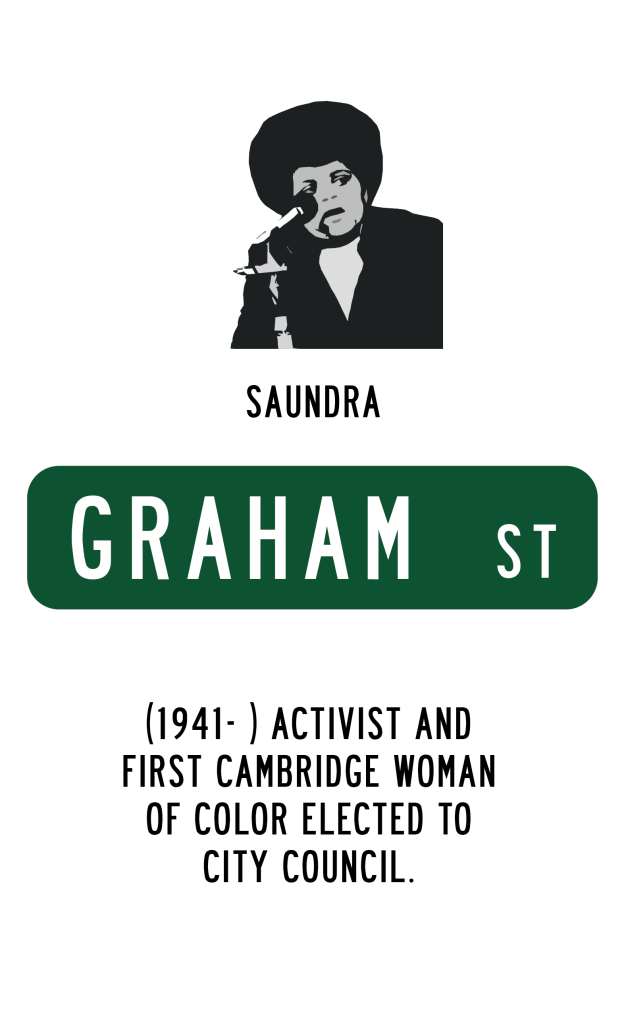 SAUNDRA
GRAHAM ST
(1941- ) ACTIVIST AND
FIRST CAMBRIDGE WOMAN
OF COLOR ELECTED TO
CITY COUNCIL.